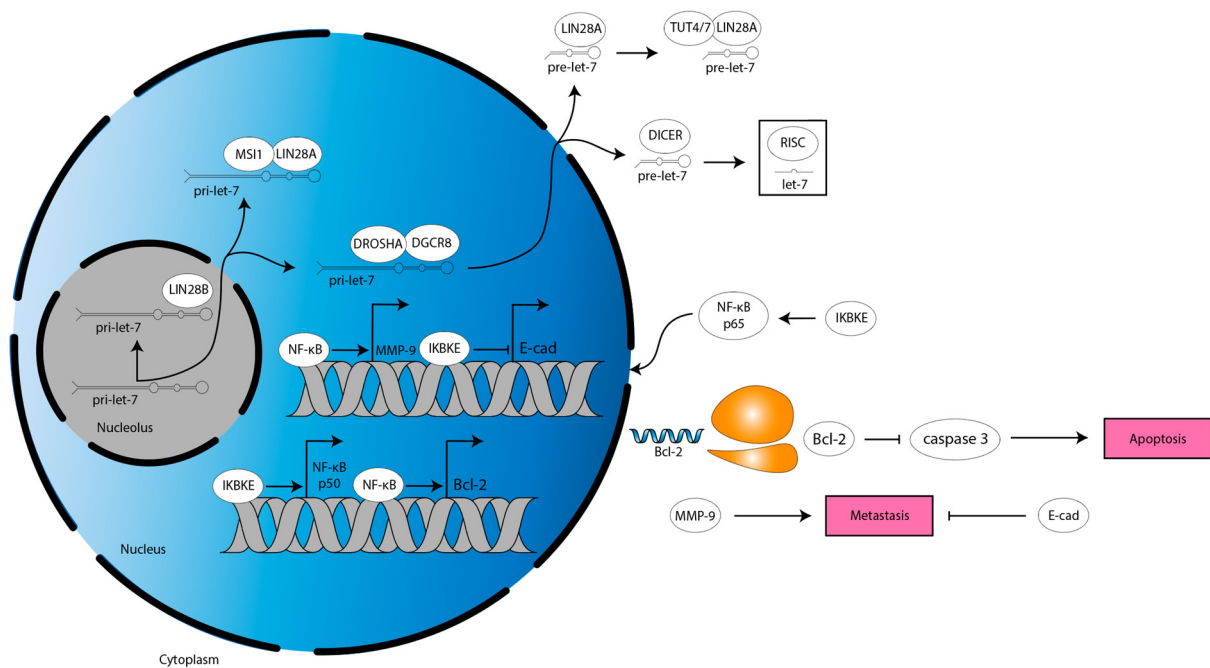 LIN28A
pre-let-7
TUT4/7
LIN28A
pre-let-7
DICER
pre-let-7
RISC
let-7
MSI1
LIN28A
pri-let-7
DROSHA
DGCR8
pri-let-7
LIN28B
pri-let-7
pri-let-7
Nucleolus
NF-κB
MMP-9
IKBKE
E-cad
NF-κB
p65
IKBKE
IKBKE
NF-κB
p50
NF-κB
Bcl-2
Bcl-2
Bcl-2
caspase 3
Apoptosis
MMP-9
Metastasis
E-cad
Nucleus
Cytoplasm